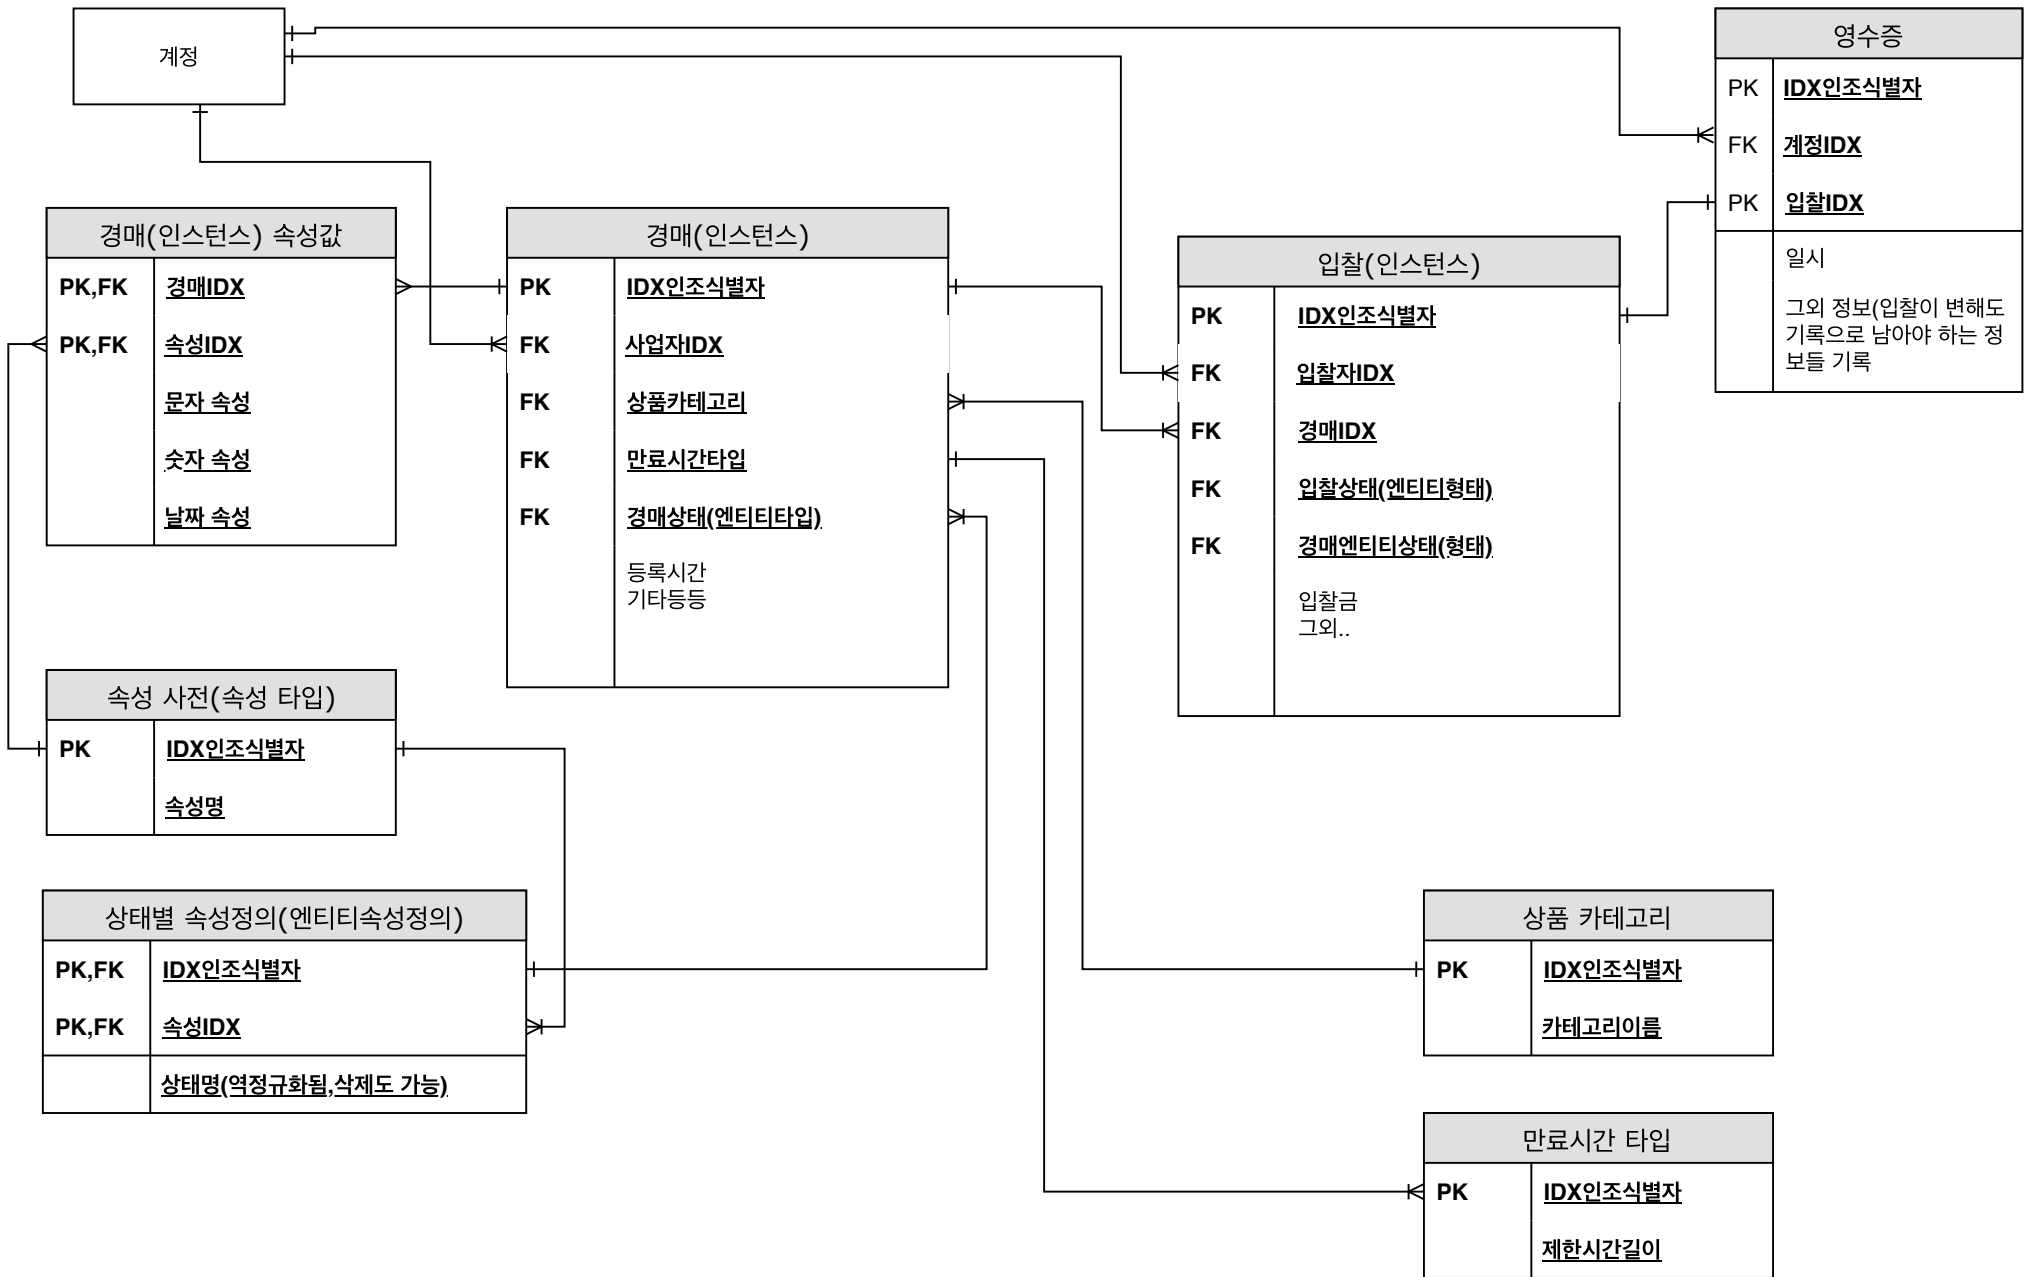 계정
영수증
PK IDX인조식별자
FK 계정IDX
PK 입찰IDX
일시
그외 정보(입찰이 변해도
기록으로 남아야 하는 정
보들 기록
경매(인스턴스) 속성값
PK,FK 경매IDX
PK,FK 속성IDX
문자 속성
숫자 속성
날짜 속성
경매(인스턴스)
PK IDX인조식별자
FK 사업자IDX
FK 상품카테고리
FK 만료시간타입
FK 경매상태(엔티티타입)
등록시간
기타등등
입찰(인스턴스)
PK IDX인조식별자
FK 입찰자IDX
FK 경매IDX
FK 입찰상태(엔티티형태)
FK 경매엔티티상태(형태)
입찰금
그외..
속성 사전(속성 타입)
PK IDX인조식별자
속성명
상태별 속성정의(엔티티속성정의)
PK,FK IDX인조식별자
PK,FK 속성IDX
상태명(역정규화됨,삭제도 가능)
상품 카테고리
PK IDX인조식별자
카테고리이름
만료시간 타입
PK IDX인조식별자
제한시간길이